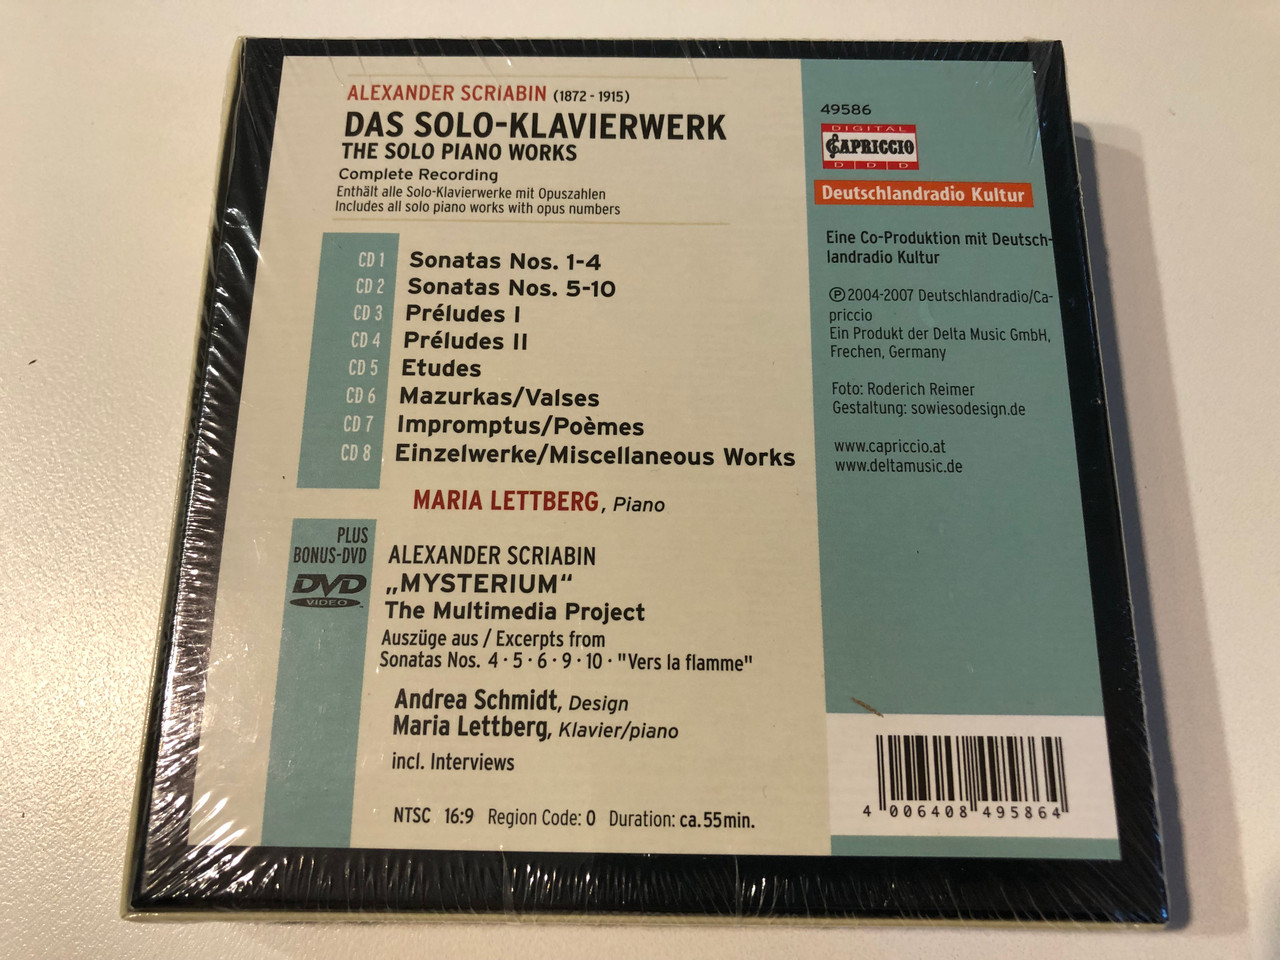 ALEXANDER SCRIABIN (1872 - 1915)
DAS SOLO-KLAVIERWERK
THE SOLO PIANO WORKS
Complete Recording
Enthält alle Solo-Klavierwerke mit Opuszahlen
Includes all solo piano works with opus numbers
CD 1 Sonatas Nos. 1-4
CD 2 Sonatas Nos. 5-10
CD 3 Préludes I
CD 4 Préludes II
CD 5 Etudes
CD 6 Mazurkas/Valses
CD 7 Impromptus/Poèmes
CD 8 Einzelwerke/Miscellaneous Works
MARIA LETTBERG, Piano
PLUS
BONUS-DVD
DVD
VIDEO
ALEXANDER SCRIABIN
„MYSTERIUM“
The Multimedia Project
Auszüge aus / Excerpts from
Sonatas Nos. 4 · 5 · 6 · 9 · 10 · "Vers la flamme"
Andrea Schmidt, Design
Maria Lettberg, Klavier/piano
incl. Interviews
NTSC 16:9 Region Code: 0 Duration: ca. 55 min.
49586
DIGITAL
CAPRICCIO
D D D
Deutschlandradio Kultur
Eine Co-Produktion mit Deutsch-
landradio Kultur
℗ 2004-2007 Deutschlandradio/Ca-
priccio
Ein Produkt der Delta Music GmbH,
Frechen, Germany
Foto: Roderich Reimer
Gestaltung: sowiesodesign.de
www.capriccio.at
www.deltamusic.de
4 006408 495864